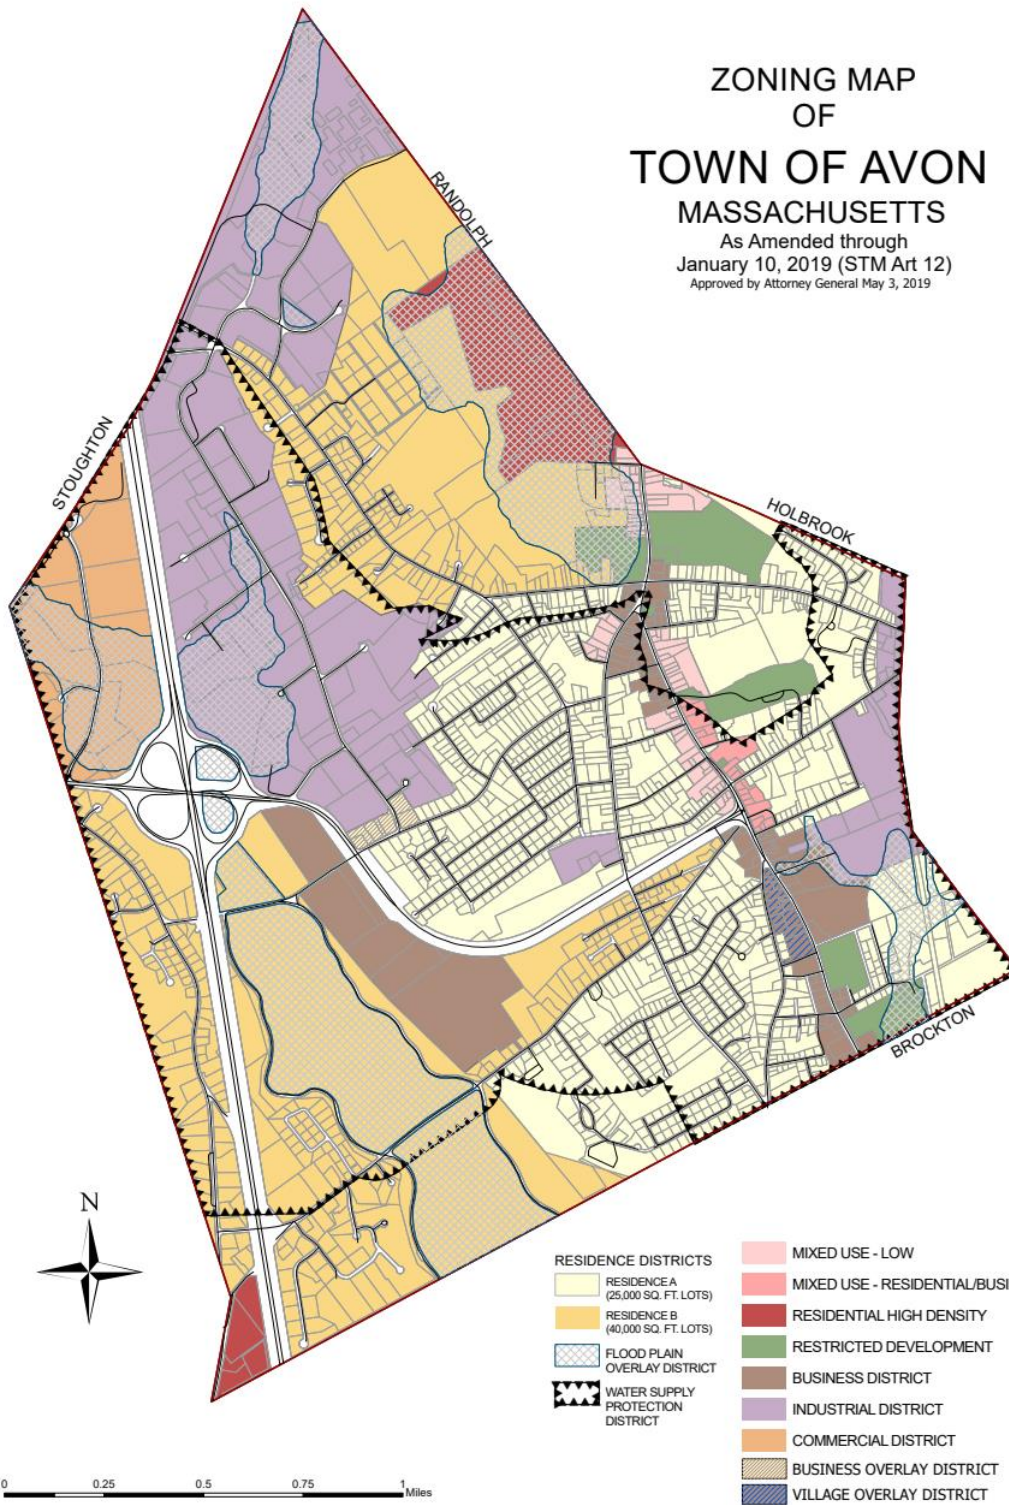 ZONING MAP
OF
TOWN OF AVON
MASSACHUSETTS
As Amended through
January 10, 2019 (STM Art 12)
Approved by Attorney General May 3, 2019
RANDOLPH
STOUGHTON
HOLBROOK
BROCKTON
N
RESIDENCE DISTRICTS
RESIDENCE A
(25,000 SQ. FT. LOTS)
RESIDENCE B
(40,000 SQ. FT. LOTS)
FLOOD PLAIN
OVERLAY DISTRICT
WATER SUPPLY
PROTECTION
DISTRICT
MIXED USE - LOW
MIXED USE - RESIDENTIAL/BUSI
RESIDENTIAL HIGH DENSITY
RESTRICTED DEVELOPMENT
BUSINESS DISTRICT
INDUSTRIAL DISTRICT
COMMERCIAL DISTRICT
BUSINESS OVERLAY DISTRICT
VILLAGE OVERLAY DISTRICT
0 0.25 0.5 0.75 1
Miles